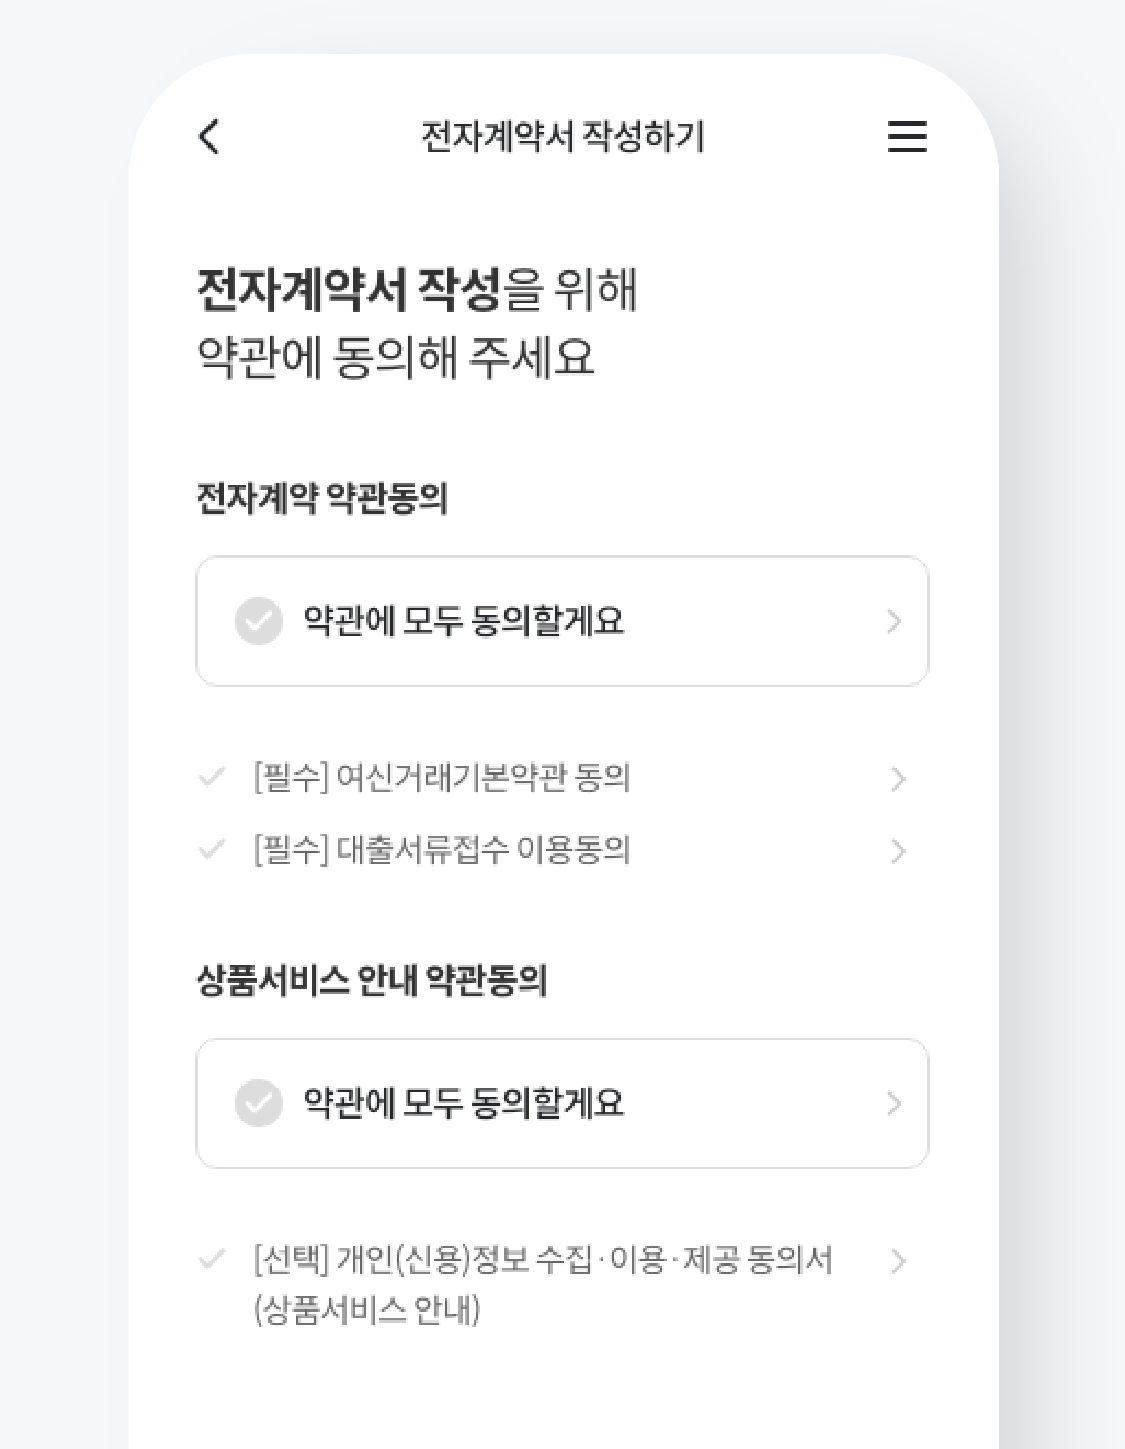 전자계약서 작성하기
전자계약서 작성을 위해
약관에 동의해 주세요
전자계약 약관동의
약관에 모두 동의할게요
[필수] 여신거래기본약관 동의
[필수] 대출서류접수 이용동의
상품서비스 안내 약관동의
약관에 모두 동의할게요
[선택] 개인(신용)정보 수집·이용·제공 동의서
(상품서비스 안내)